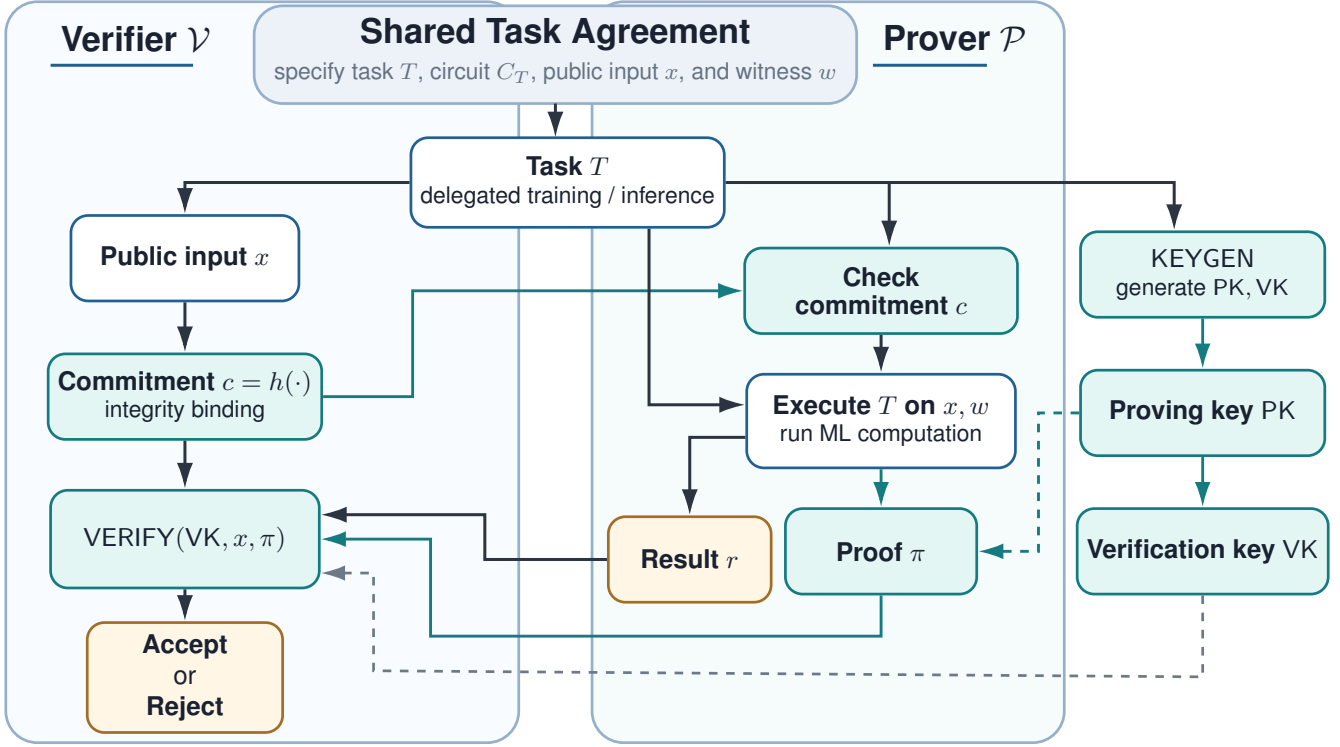 Verifier 𝒱
Shared Task Agreement
specify task T, circuit C_T, public input x, and witness w
Prover 𝒫
Task T
delegated training / inference
Public input x
Commitment c = h(·)
integrity binding
VERIFY(VK, x, π)
Accept
or
Reject
Check
commitment c
Execute T on x, w
run ML computation
Result r
Proof π
KEYGEN
generate PK, VK
Proving key PK
Verification key VK